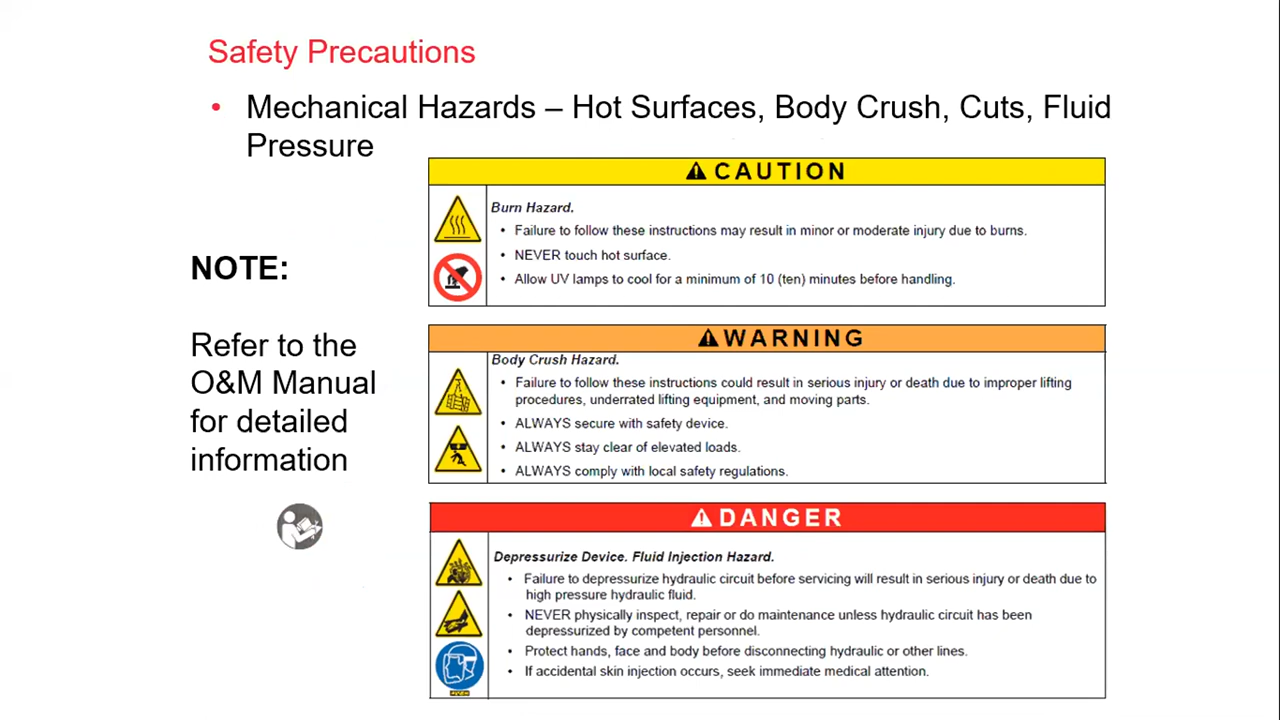 Safety Precautions
• Mechanical Hazards – Hot Surfaces, Body Crush, Cuts, Fluid
Pressure
NOTE:
Refer to the
O&M Manual
for detailed
information
CAUTION
Burn Hazard.
• Failure to follow these instructions may result in minor or moderate injury due to burns.
• NEVER touch hot surface.
• Allow UV lamps to cool for a minimum of 10 (ten) minutes before handling.
WARNING
Body Crush Hazard.
• Failure to follow these instructions could result in serious injury or death due to improper lifting
procedures, underrated lifting equipment, and moving parts.
• ALWAYS secure with safety device.
• ALWAYS stay clear of elevated loads.
• ALWAYS comply with local safety regulations.
DANGER
Depressurize Device. Fluid Injection Hazard.
• Failure to depressurize hydraulic circuit before servicing will result in serious injury or death due to
high pressure hydraulic fluid.
• NEVER physically inspect, repair or do maintenance unless hydraulic circuit has been
depressurized by competent personnel.
• Protect hands, face and body before disconnecting hydraulic or other lines.
• If accidental skin injection occurs, seek immediate medical attention.